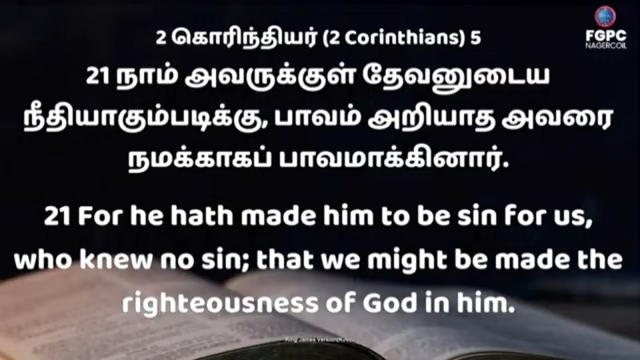 FGPC
NAGERCOIL
2 கொரிந்தியர் (2 Corinthians) 5
21 நாம் அவருக்குள் தேவனுடைய
நீதியாகும்படிக்கு, பாவம் அறியாத அவரை
நமக்காகப் பாவமாக்கினார்.
21 For he hath made him to be sin for us,
who knew no sin; that we might be made the
righteousness of God in him.
King James Version